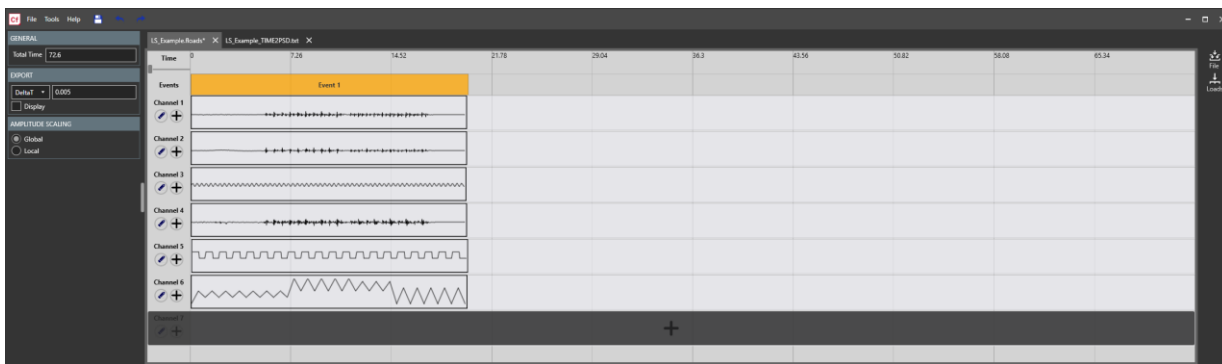 Cf File Tools Help
GENERAL
Total Time 72.6
EXPORT
DeltaT 0.005
Display
AMPLITUDE SCALING
Global
Local
LS_Example.Roads* X LS_Example_TIME2PSD.txt X
Time 0 7.26 14.52 21.78 29.04 36.3 43.56 50.82 58.08 65.34
Events Event 1
Channel 1
Channel 2
Channel 3
Channel 4
Channel 5
Channel 6
Channel 7
File
Loads